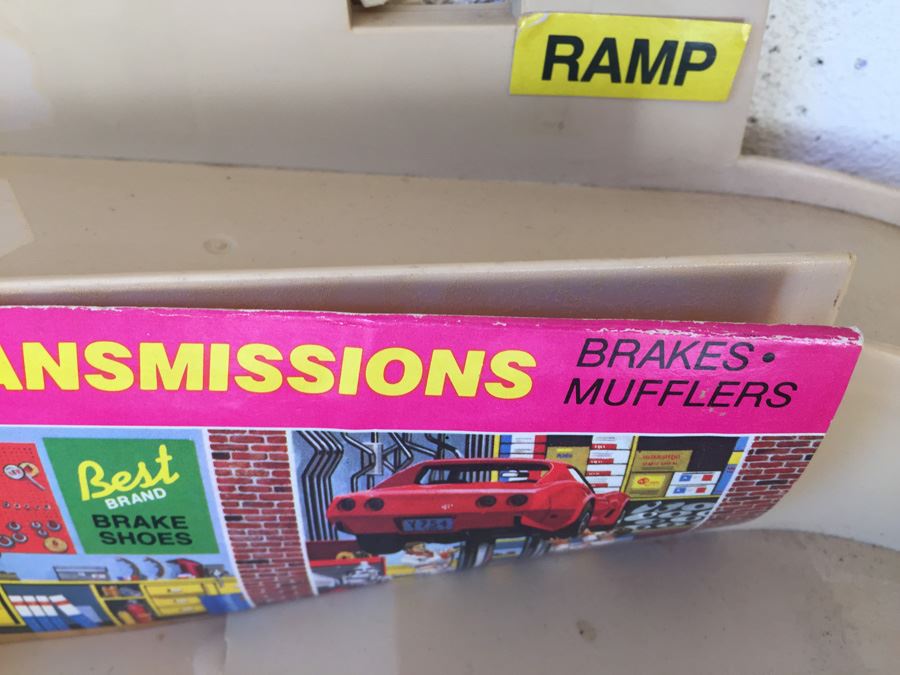 RAMP
ANSMISSIONS
BRAKES •
MUFFLERS
Best
BRAND
BRAKE
SHOES